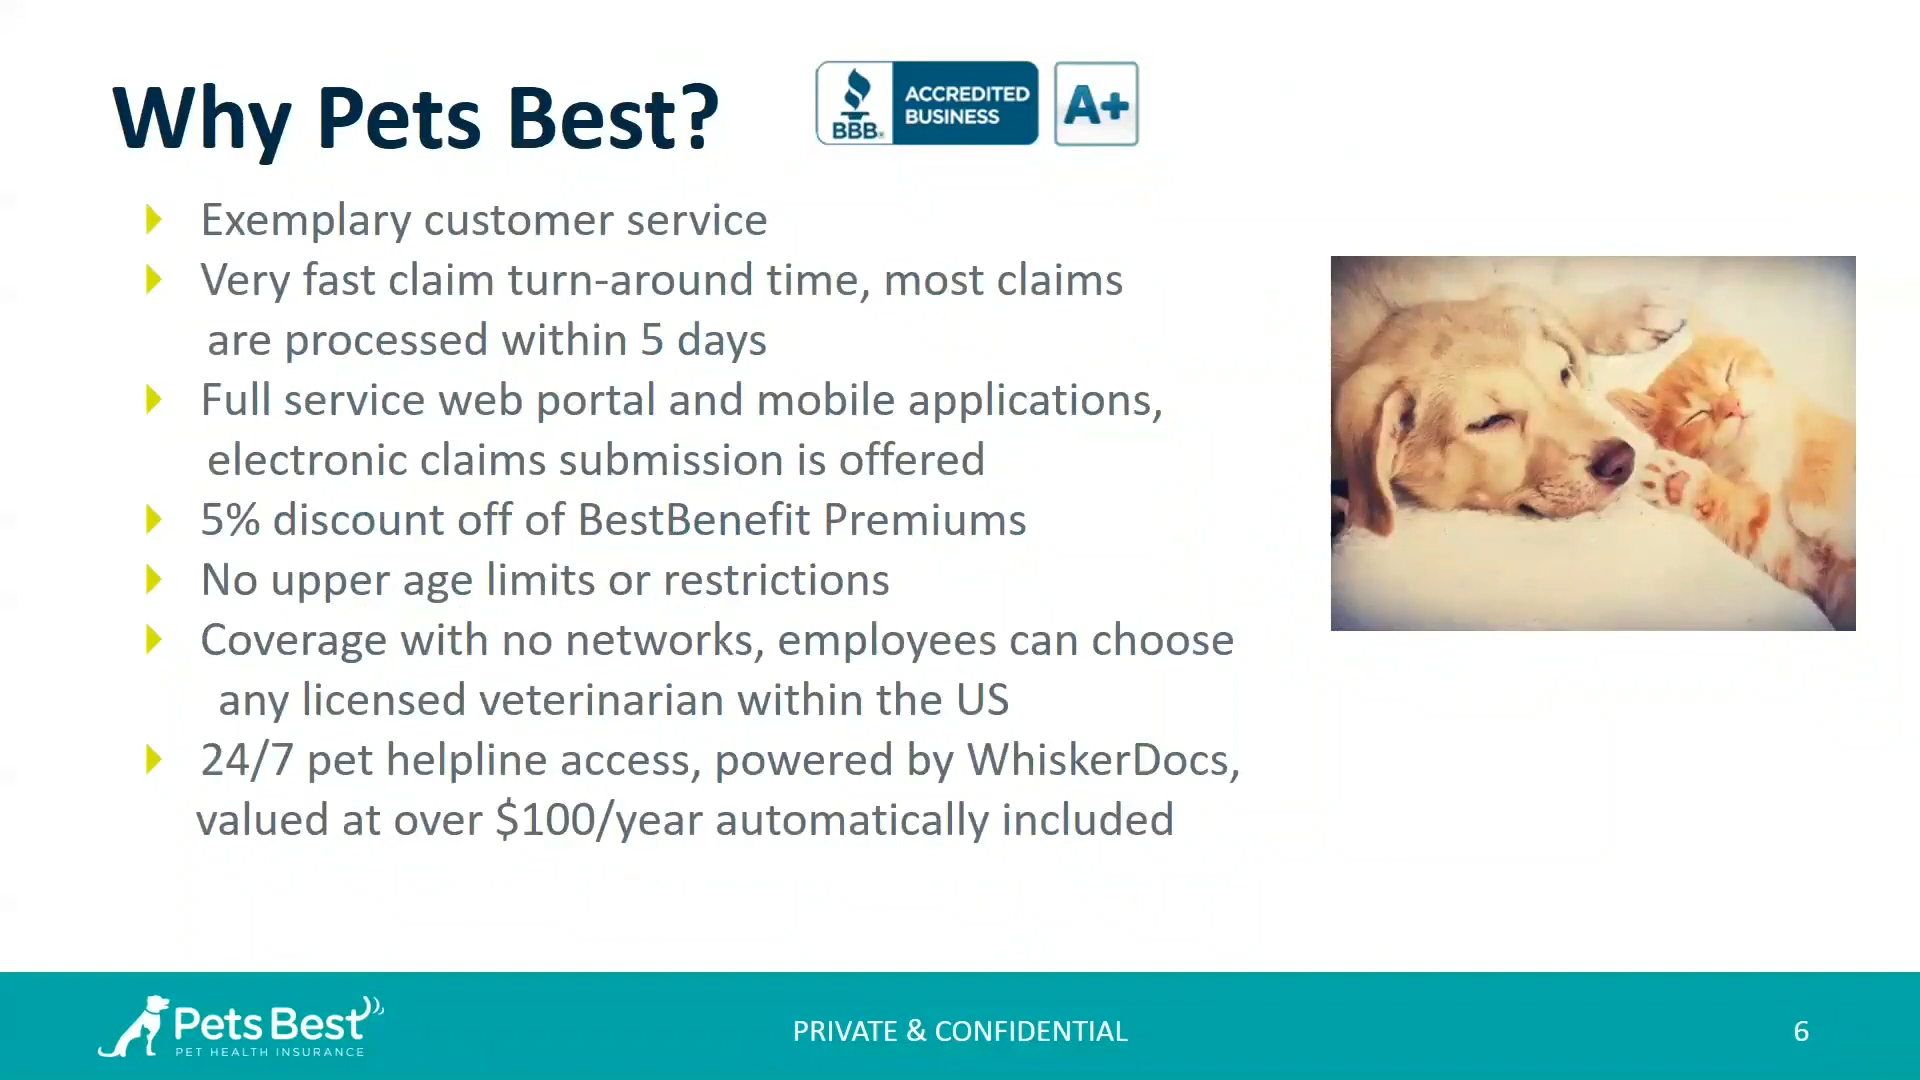 Why Pets Best?
BBB.
ACCREDITED
BUSINESS
A+
Exemplary customer service
Very fast claim turn-around time, most claims
are processed within 5 days
Full service web portal and mobile applications,
electronic claims submission is offered
5% discount off of BestBenefit Premiums
No upper age limits or restrictions
Coverage with no networks, employees can choose
any licensed veterinarian within the US
24/7 pet helpline access, powered by WhiskerDocs,
valued at over $100/year automatically included
Pets Best
PET HEALTH INSURANCE
PRIVATE & CONFIDENTIAL
6